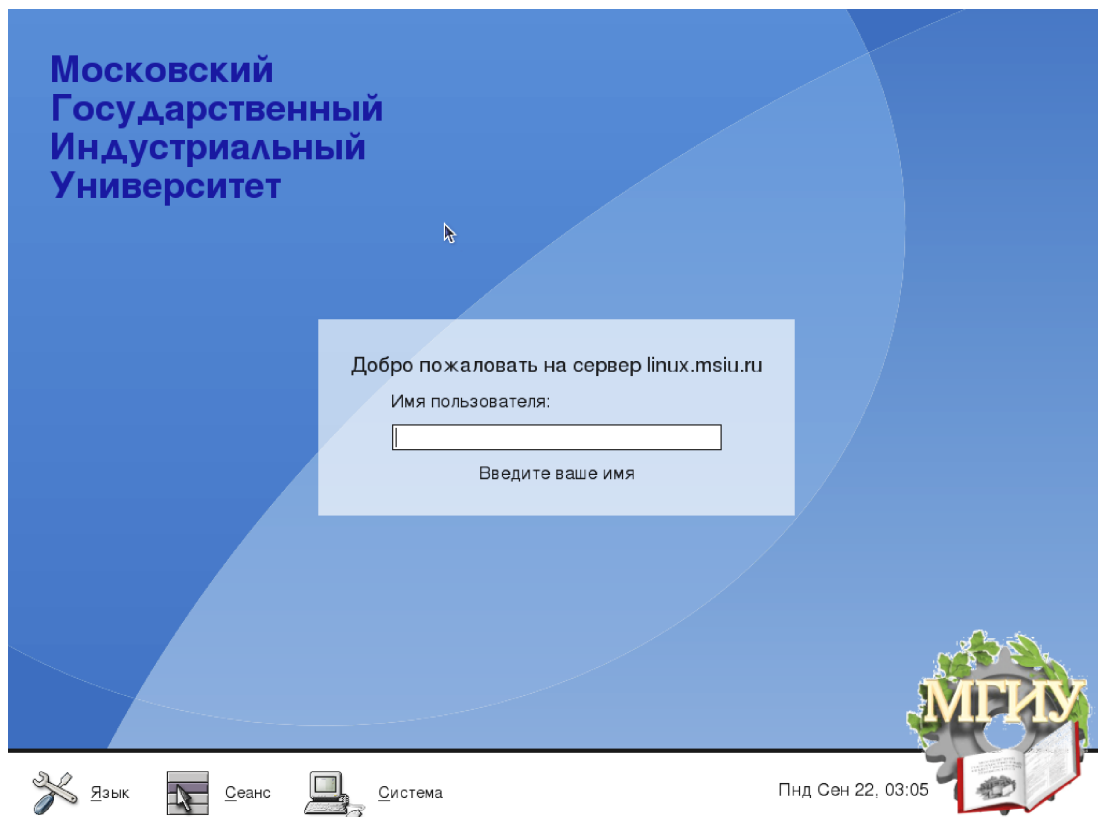 Московский
Государственный
Индустриальный
Университет
Добро пожаловать на сервер linux.msiu.ru
Имя пользователя:
Введите ваше имя
МГИУ
Язык
Сеанс
Система
Пнд Сен 22, 03:05